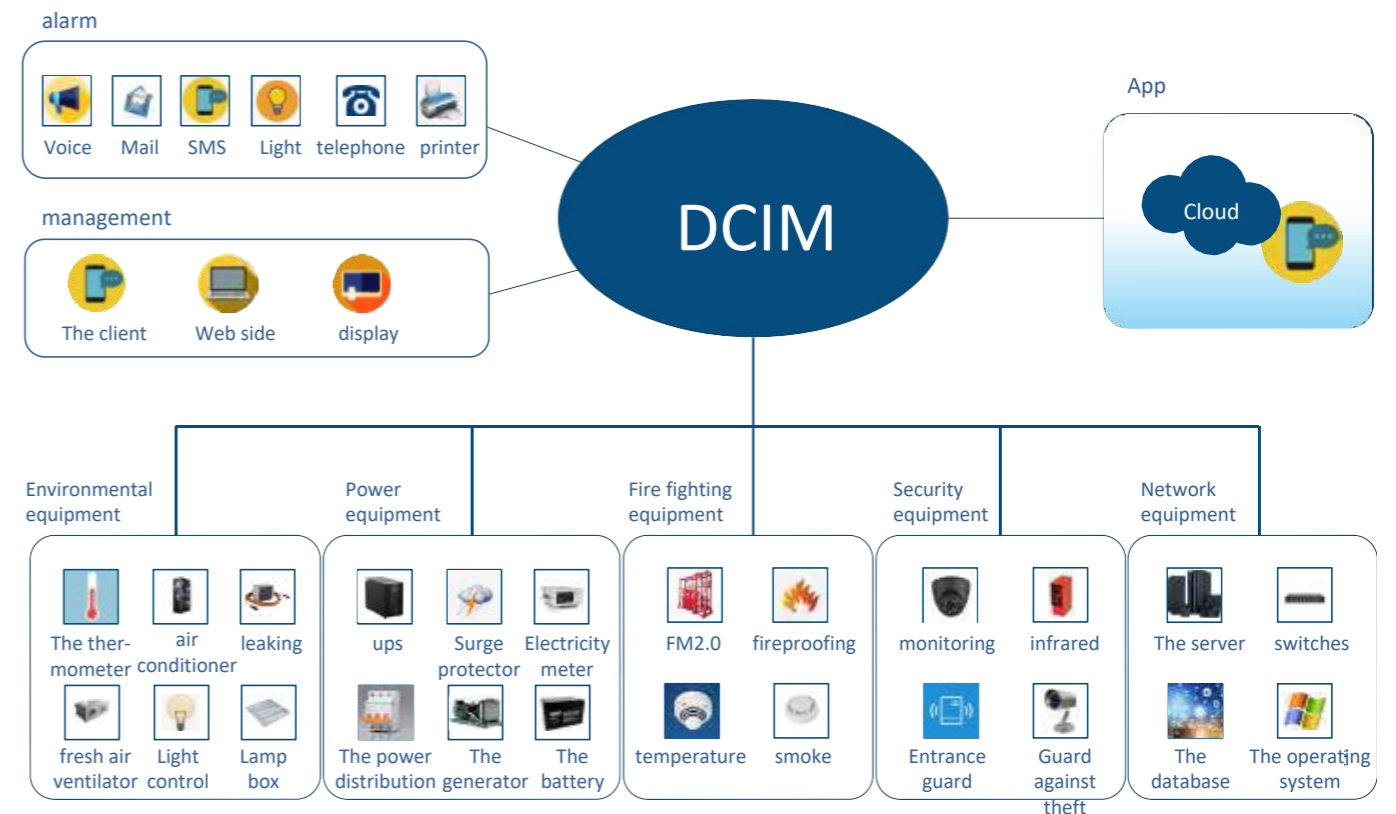 alarm
Voice
Mail
SMS
Light
telephone
printer
management
The client
Web side
display
DCIM
App
Cloud
Environmental
equipment
The ther-
mometer
air
conditioner
leaking
fresh air
ventilator
Light
control
Lamp
box
Power
equipment
ups
Surge
protector
Electricity
meter
The power
distribution
The
generator
The
battery
Fire fighting
equipment
FM2.0
fireproofing
temperature
smoke
Security
equipment
monitoring
infrared
Entrance
guard
Guard
against
theft
Network
equipment
The server
switches
The
database
The operating
system